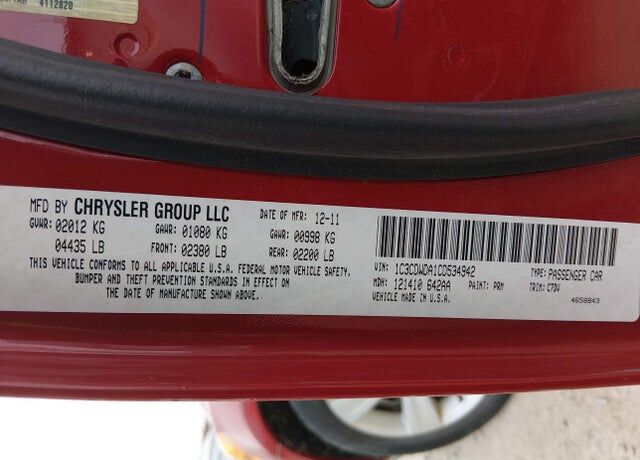 4112820
MFD BY CHRYSLER GROUP LLC DATE OF MFR: 12-11
GVWR: 02012 KG GAWR: 01080 KG GAWR: 00998 KG
04435 LB FRONT: 02380 LB REAR: 02200 LB
THIS VEHICLE CONFORMS TO ALL APPLICABLE U.S.A. FEDERAL MOTOR VEHICLE SAFETY,
BUMPER AND THEFT PREVENTION STANDARDS IN EFFECT ON
THE DATE OF MANUFACTURE SHOWN ABOVE.
VIN: 1C3CDWDA1CD534942 TYPE: PASSENGER CAR
MDH: 121410 642AA PAINT: PRM TRIM: C7DV
VEHICLE MADE IN U.S.A. 4658843